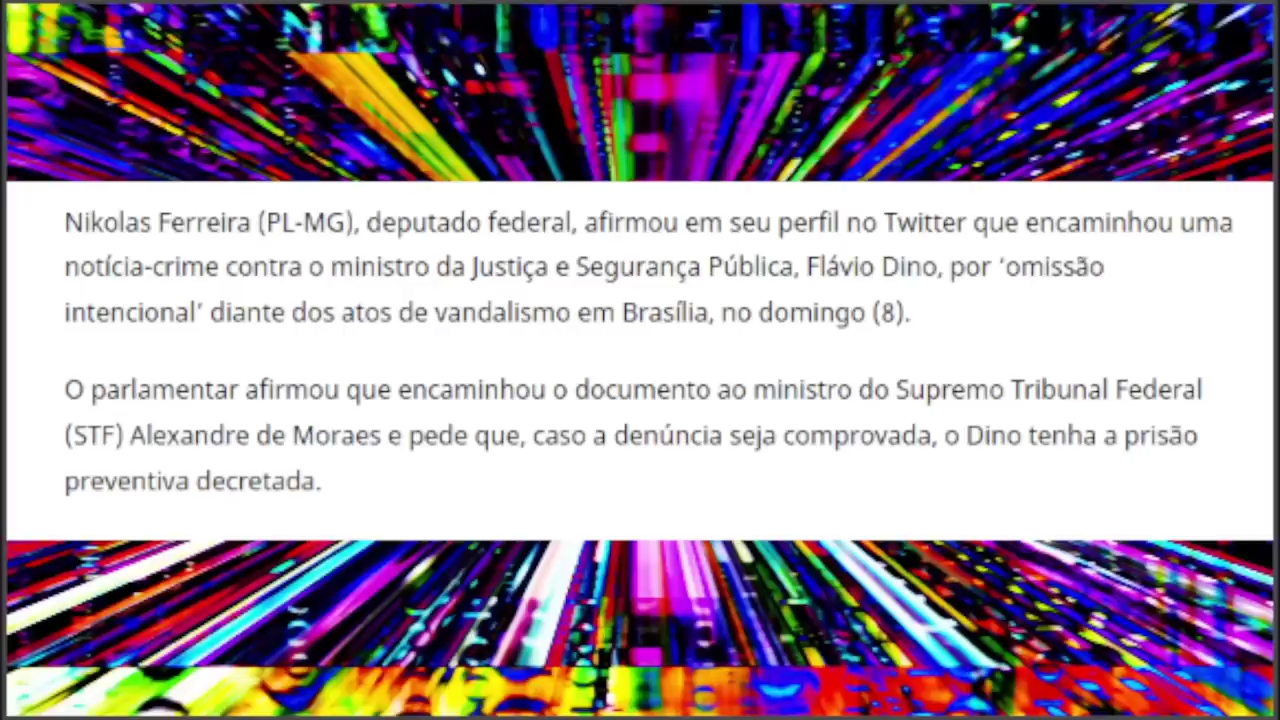 Nikolas Ferreira (PL-MG), deputado federal, afirmou em seu perfil no Twitter que encaminhou uma
notícia-crime contra o ministro da Justiça e Segurança Pública, Flávio Dino, por ‘omissão
intencional’ diante dos atos de vandalismo em Brasília, no domingo (8).
O parlamentar afirmou que encaminhou o documento ao ministro do Supremo Tribunal Federal
(STF) Alexandre de Moraes e pede que, caso a denúncia seja comprovada, o Dino tenha a prisão
preventiva decretada.